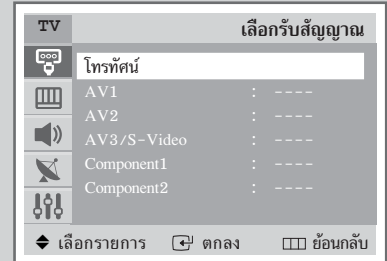 TV เลือกรับสัญญาณ
โทรทัศน์
AV1 : ----
AV2 : ----
AV3/S-Video : ----
Component1 : ----
Component2 : ----
เลือกรายการ ตกลง ย้อนกลับ